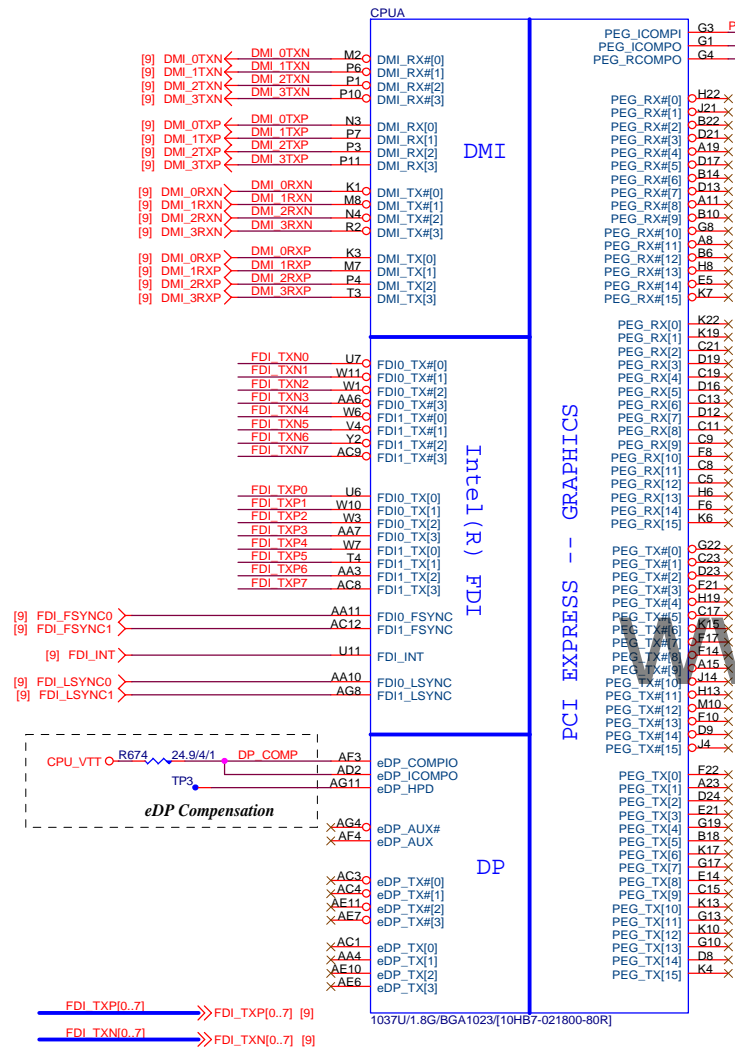 CPUA
[9] DMI_0TXN DMI_0TXN M2 DMI_RX#[0]
[9] DMI_1TXN DMI_1TXN P6 DMI_RX#[1]
[9] DMI_2TXN DMI_2TXN P1 DMI_RX#[2]
[9] DMI_3TXN DMI_3TXN P10 DMI_RX#[3]
[9] DMI_0TXP DMI_0TXP N3 DMI_RX[0]
[9] DMI_1TXP DMI_1TXP P7 DMI_RX[1]
[9] DMI_2TXP DMI_2TXP P3 DMI_RX[2]
[9] DMI_3TXP DMI_3TXP P11 DMI_RX[3]
DMI
[9] DMI_0RXN DMI_0RXN K1 DMI_TX#[0]
[9] DMI_1RXN DMI_1RXN M8 DMI_TX#[1]
[9] DMI_2RXN DMI_2RXN N4 DMI_TX#[2]
[9] DMI_3RXN DMI_3RXN R2 DMI_TX#[3]
[9] DMI_0RXP DMI_0RXP K3 DMI_TX[0]
[9] DMI_1RXP DMI_1RXP M7 DMI_TX[1]
[9] DMI_2RXP DMI_2RXP P4 DMI_TX[2]
[9] DMI_3RXP DMI_3RXP T3 DMI_TX[3]
FDI_TXN0 U7 FDI0_TX#[0]
FDI_TXN1 W11 FDI0_TX#[1]
FDI_TXN2 W1 FDI0_TX#[2]
FDI_TXN3 AA6 FDI0_TX#[3]
FDI_TXN4 W6 FDI1_TX#[0]
FDI_TXN5 V4 FDI1_TX#[1]
FDI_TXN6 Y2 FDI1_TX#[2]
FDI_TXN7 AC9 FDI1_TX#[3]
FDI_TXP0 U6 FDI0_TX[0]
FDI_TXP1 W10 FDI0_TX[1]
FDI_TXP2 W3 FDI0_TX[2]
FDI_TXP3 AA7 FDI0_TX[3]
FDI_TXP4 W7 FDI1_TX[0]
FDI_TXP5 T4 FDI1_TX[1]
FDI_TXP6 AA3 FDI1_TX[2]
FDI_TXP7 AC8 FDI1_TX[3]
Intel(R) FDI
[9] FDI_FSYNC0 AA11 FDI0_FSYNC
[9] FDI_FSYNC1 AC12 FDI1_FSYNC
[9] FDI_INT U11 FDI_INT
[9] FDI_LSYNC0 AA10 FDI0_LSYNC
[9] FDI_LSYNC1 AG8 FDI1_LSYNC
CPU_VTT R674 24.9/4/1 DP_COMP AF3 eDP_COMPIO
AD2 eDP_ICOMPO
TP3 AG11 eDP_HPD
eDP Compensation
AG4 eDP_AUX#
AF4 eDP_AUX
DP
AC3 eDP_TX#[0]
AC4 eDP_TX#[1]
AE11 eDP_TX#[2]
AE7 eDP_TX#[3]
AC1 eDP_TX[0]
AA4 eDP_TX[1]
AE10 eDP_TX[2]
AE6 eDP_TX[3]
PCI EXPRESS -- GRAPHICS
PEG_ICOMPI G3 P
PEG_ICOMPO G1
PEG_RCOMPO G4
PEG_RX#[0] H22
PEG_RX#[1] J21
PEG_RX#[2] B22
PEG_RX#[3] D21
PEG_RX#[4] A19
PEG_RX#[5] D17
PEG_RX#[6] B14
PEG_RX#[7] D13
PEG_RX#[8] A11
PEG_RX#[9] B10
PEG_RX#[10] G8
PEG_RX#[11] A8
PEG_RX#[12] B6
PEG_RX#[13] H8
PEG_RX#[14] E5
PEG_RX#[15] K7
PEG_RX[0] K22
PEG_RX[1] K19
PEG_RX[2] C21
PEG_RX[3] D19
PEG_RX[4] C19
PEG_RX[5] D16
PEG_RX[6] C13
PEG_RX[7] D12
PEG_RX[8] C11
PEG_RX[9] C9
PEG_RX[10] F8
PEG_RX[11] C8
PEG_RX[12] C5
PEG_RX[13] H6
PEG_RX[14] F6
PEG_RX[15] K6
PEG_TX#[0] G22
PEG_TX#[1] C23
PEG_TX#[2] D23
PEG_TX#[3] F21
PEG_TX#[4] H19
PEG_TX#[5] C17
PEG_TX#[6] K15
PEG_TX#[7] F17
PEG_TX#[8] F14
PEG_TX#[9] A15
PEG_TX#[10] J14
PEG_TX#[11] H13
PEG_TX#[12] M10
PEG_TX#[13] F10
PEG_TX#[14] D9
PEG_TX#[15] J4
PEG_TX[0] F22
PEG_TX[1] A23
PEG_TX[2] D24
PEG_TX[3] E21
PEG_TX[4] G19
PEG_TX[5] B18
PEG_TX[6] K17
PEG_TX[7] G17
PEG_TX[8] E14
PEG_TX[9] C15
PEG_TX[10] K13
PEG_TX[11] G13
PEG_TX[12] K10
PEG_TX[13] G10
PEG_TX[14] D8
PEG_TX[15] K4
FDI_TXP[0..7] FDI_TXP[0..7] [9]
FDI_TXN[0..7] FDI_TXN[0..7] [9]
1037U/1.8G/BGA1023/[10HB7-021800-80R]